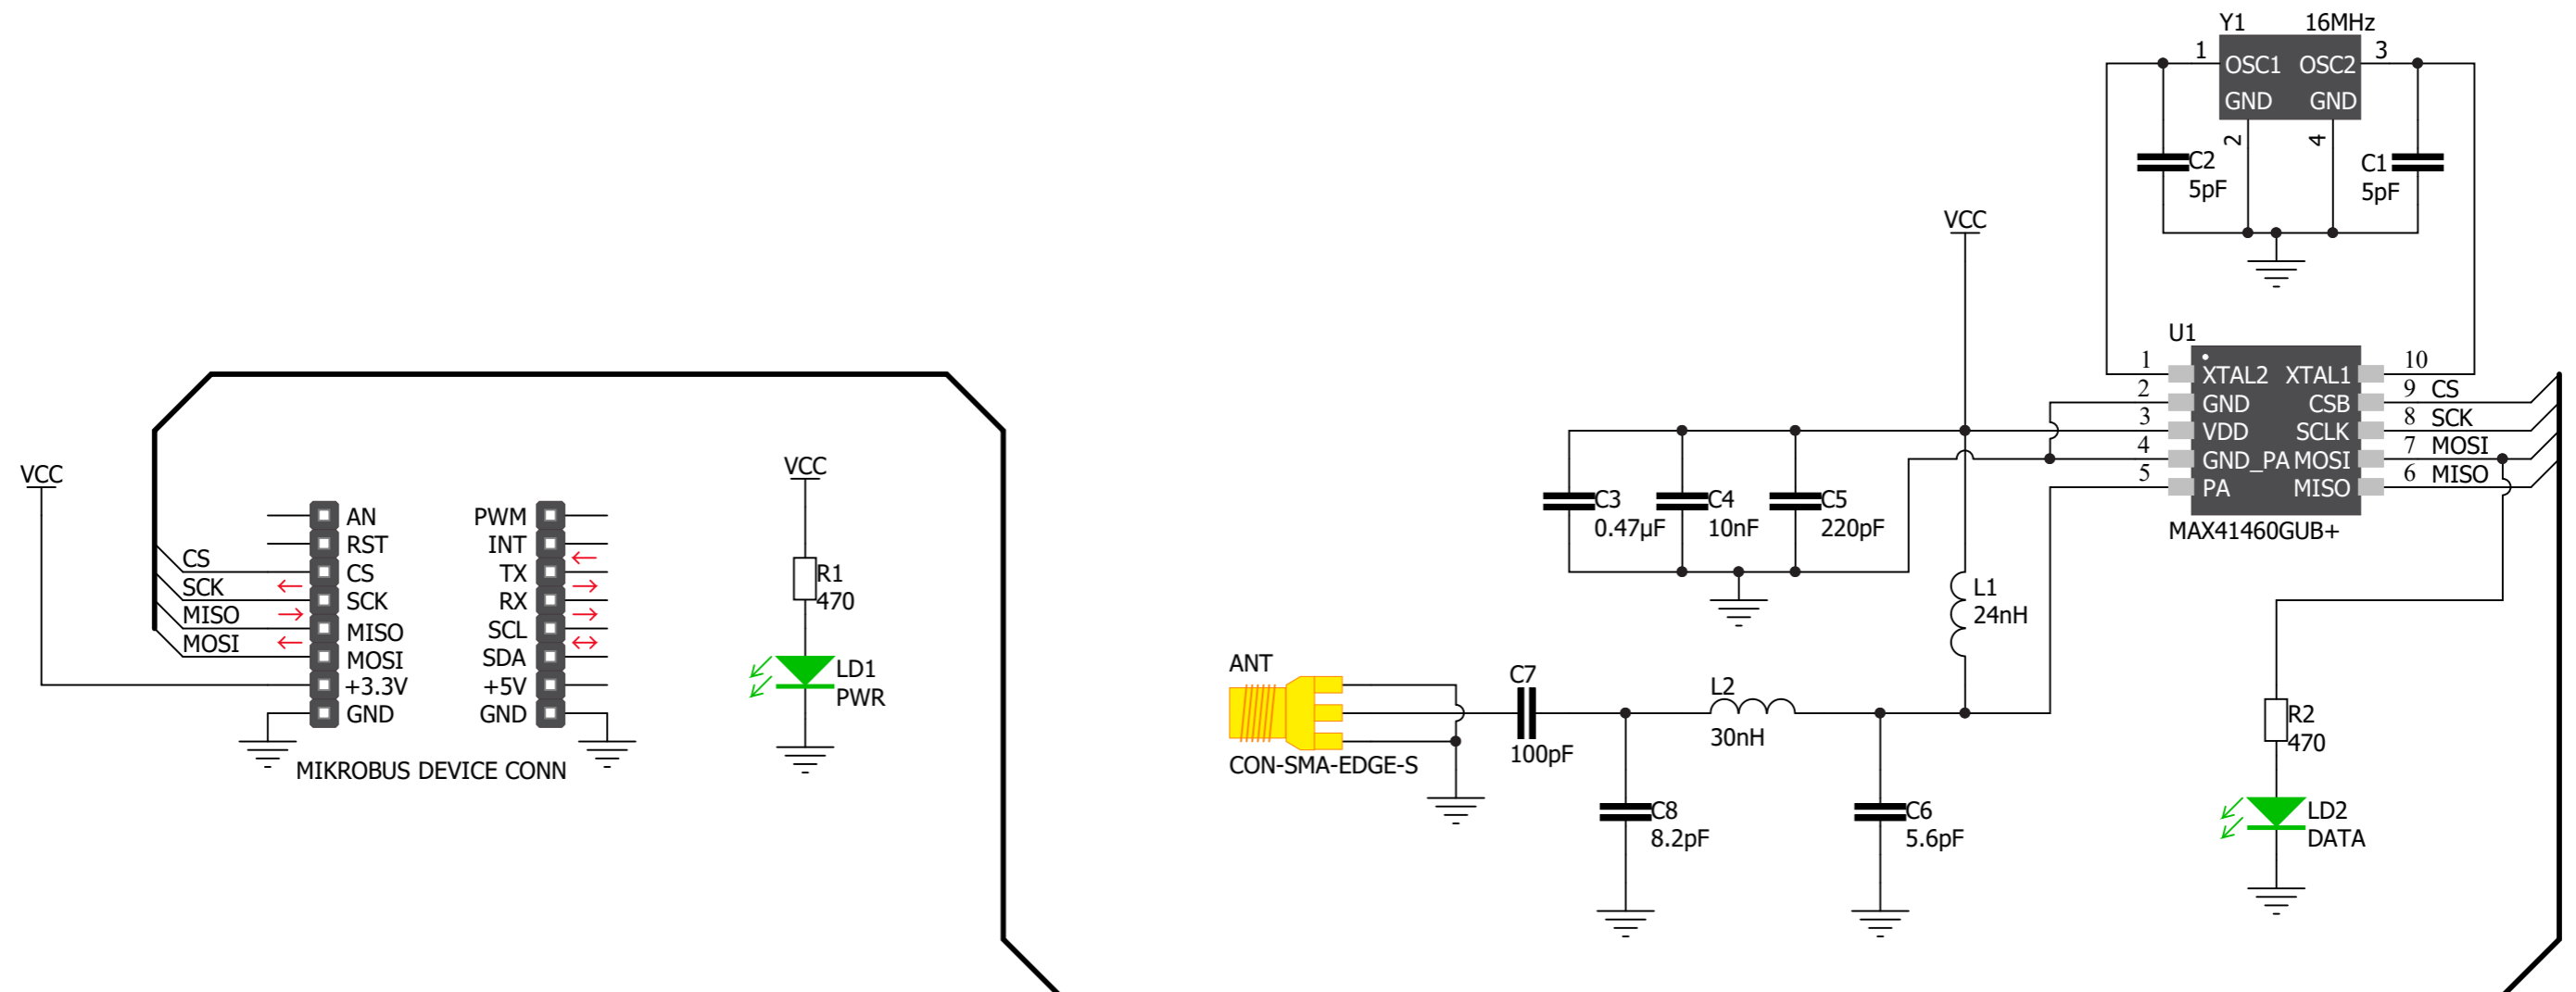 Y1 16MHz
1 OSC1 OSC2 3
GND GND
2 4
C2
5pF
C1
5pF
VCC
U1
1 XTAL2 XTAL1 10
2 GND CSB 9 CS
3 VDD SCLK 8 SCK
4 GND_PA MOSI 7 MOSI
5 PA MISO 6 MISO
MAX41460GUB+
C3
0.47µF
C4
10nF
C5
220pF
L1
24nH
VCC
AN PWM
RST INT
CS CS TX
SCK SCK RX
MISO MISO SCL
MOSI MOSI SDA
+3.3V +5V
GND GND
MIKROBUS DEVICE CONN
VCC
R1
470
LD1
PWR
ANT
CON-SMA-EDGE-S
C7
100pF
L2
30nH
C8
8.2pF
C6
5.6pF
R2
470
LD2
DATA